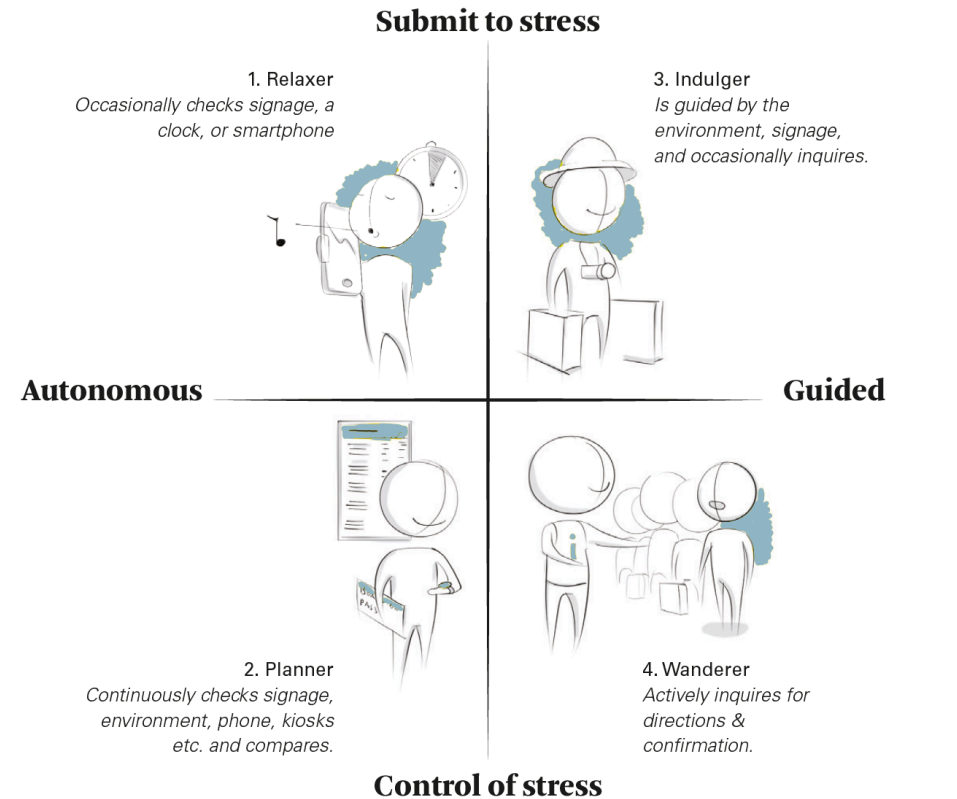 Submit to stress
1. Relaxer
Occasionally checks signage, a
clock, or smartphone
3. Indulger
Is guided by the
environment, signage,
and occasionally inquires.
Autonomous
Guided
i
PASS
2. Planner
Continuously checks signage,
environment, phone, kiosks
etc. and compares.
4. Wanderer
Actively inquires for
directions &
confirmation.
Control of stress